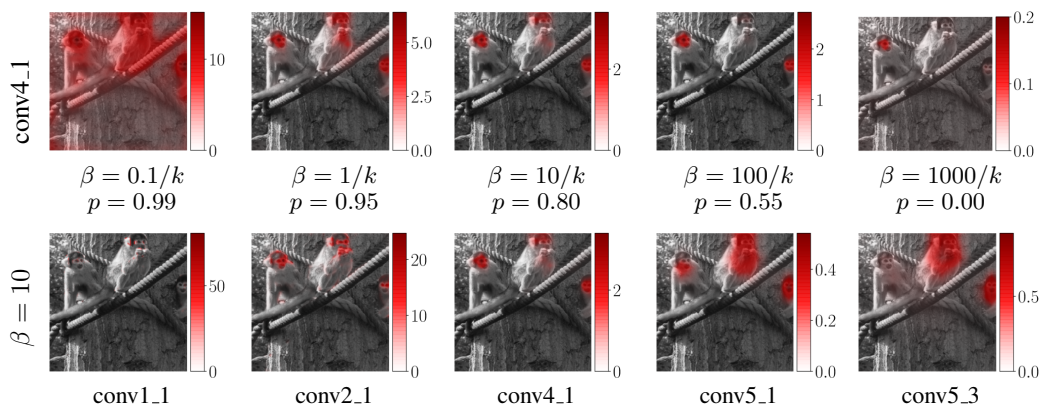 conv4_1
10
0
5.0
2.5
0.0
2
0
2
1
0
0.2
0.1
0.0
β = 0.1/k
p = 0.99
β = 1/k
p = 0.95
β = 10/k
p = 0.80
β = 100/k
p = 0.55
β = 1000/k
p = 0.00
β = 10
50
0
20
10
0
2
0
0.4
0.2
0.0
0.5
0.0
conv1_1
conv2_1
conv4_1
conv5_1
conv5_3